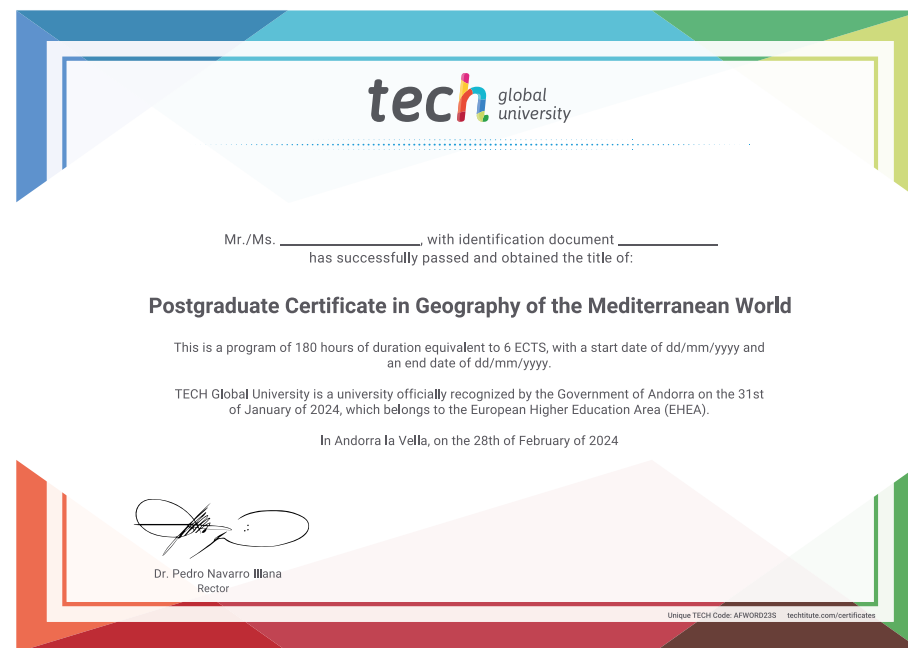 tech global
university
Mr./Ms. ____________, with identification document ____________
has successfully passed and obtained the title of:
Postgraduate Certificate in Geography of the Mediterranean World
This is a program of 180 hours of duration equivalent to 6 ECTS, with a start date of dd/mm/yyyy and
an end date of dd/mm/yyyy.
TECH Global University is a university officially recognized by the Government of Andorra on the 31st
of January of 2024, which belongs to the European Higher Education Area (EHEA).
In Andorra la Vella, on the 28th of February of 2024
Dr. Pedro Navarro Illana
Rector
Unique TECH Code: AFWORD23S techtitute.com/certificates